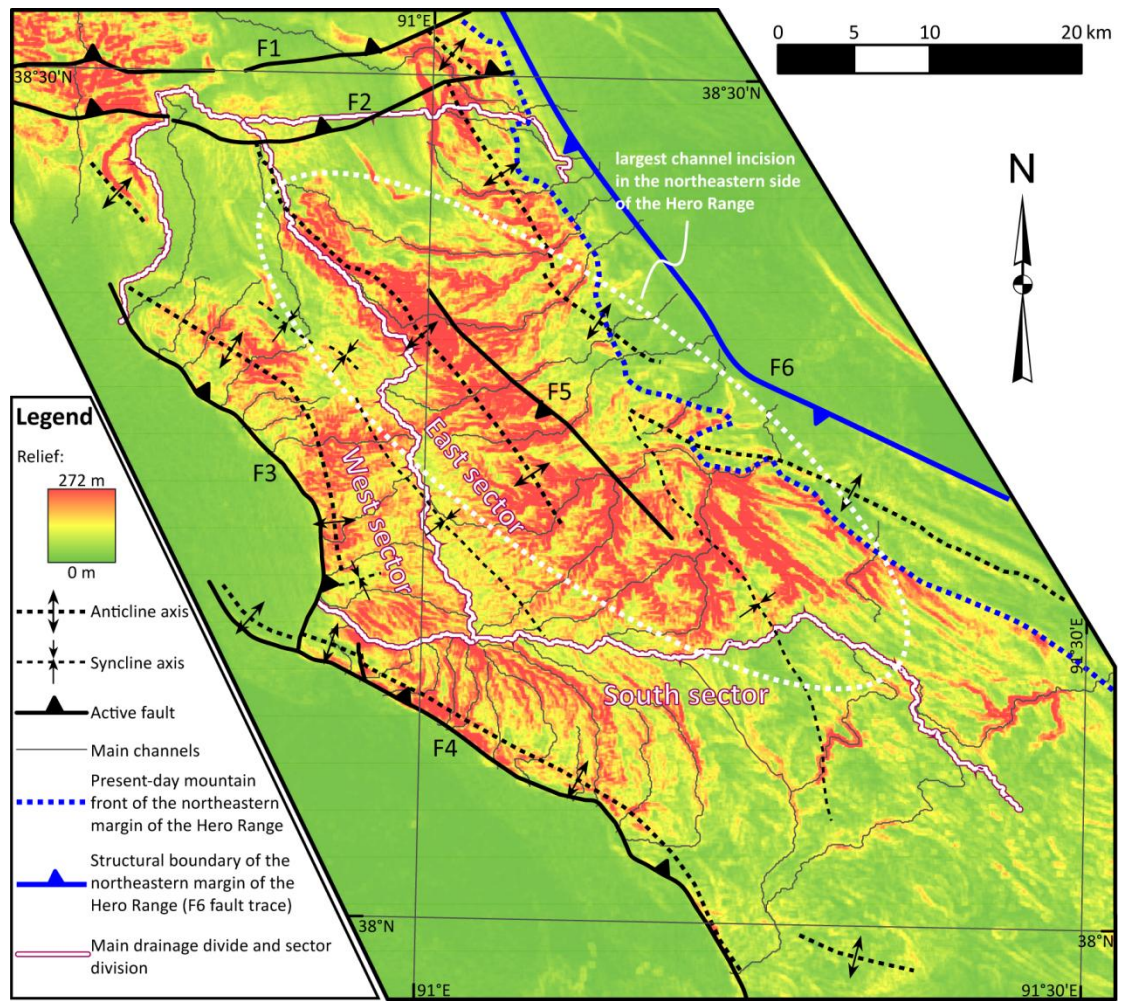 91°E
0 5 10 20 km
F1
38°30'N
F2
38°30'N
N
largest channel incision
in the northeastern side
of the Hero Range
F5
F6
East sector
West sector
F3
Legend
Relief:
272 m
0 m
Anticline axis
Syncline axis
Active fault
Main channels
Present-day mountain
front of the northeastern
margin of the Hero Range
Structural boundary of the
northeastern margin of the
Hero Range (F6 fault trace)
Main drainage divide and sector
division
South sector
F4
91°30'E
38°N
38°N
91°E
91°30'E